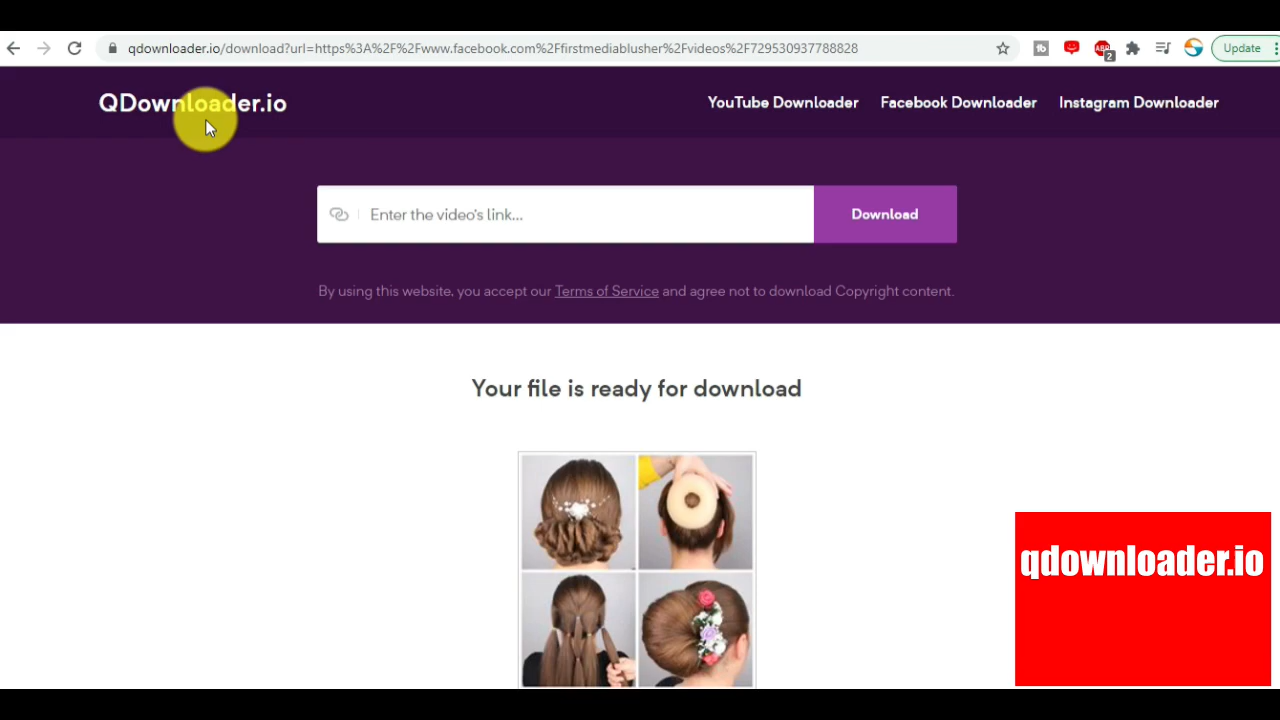 qdownloader.io/download?url=https%3A%2F%2Fwww.facebook.com%2Ffirstmediablusher%2Fvideos%2F729530937788828
2
Update
QDownloader.io
YouTube Downloader
Facebook Downloader
Instagram Downloader
Enter the video's link...
Download
By using this website, you accept our Terms of Service and agree not to download Copyright content.
Your file is ready for download
qdownloader.io